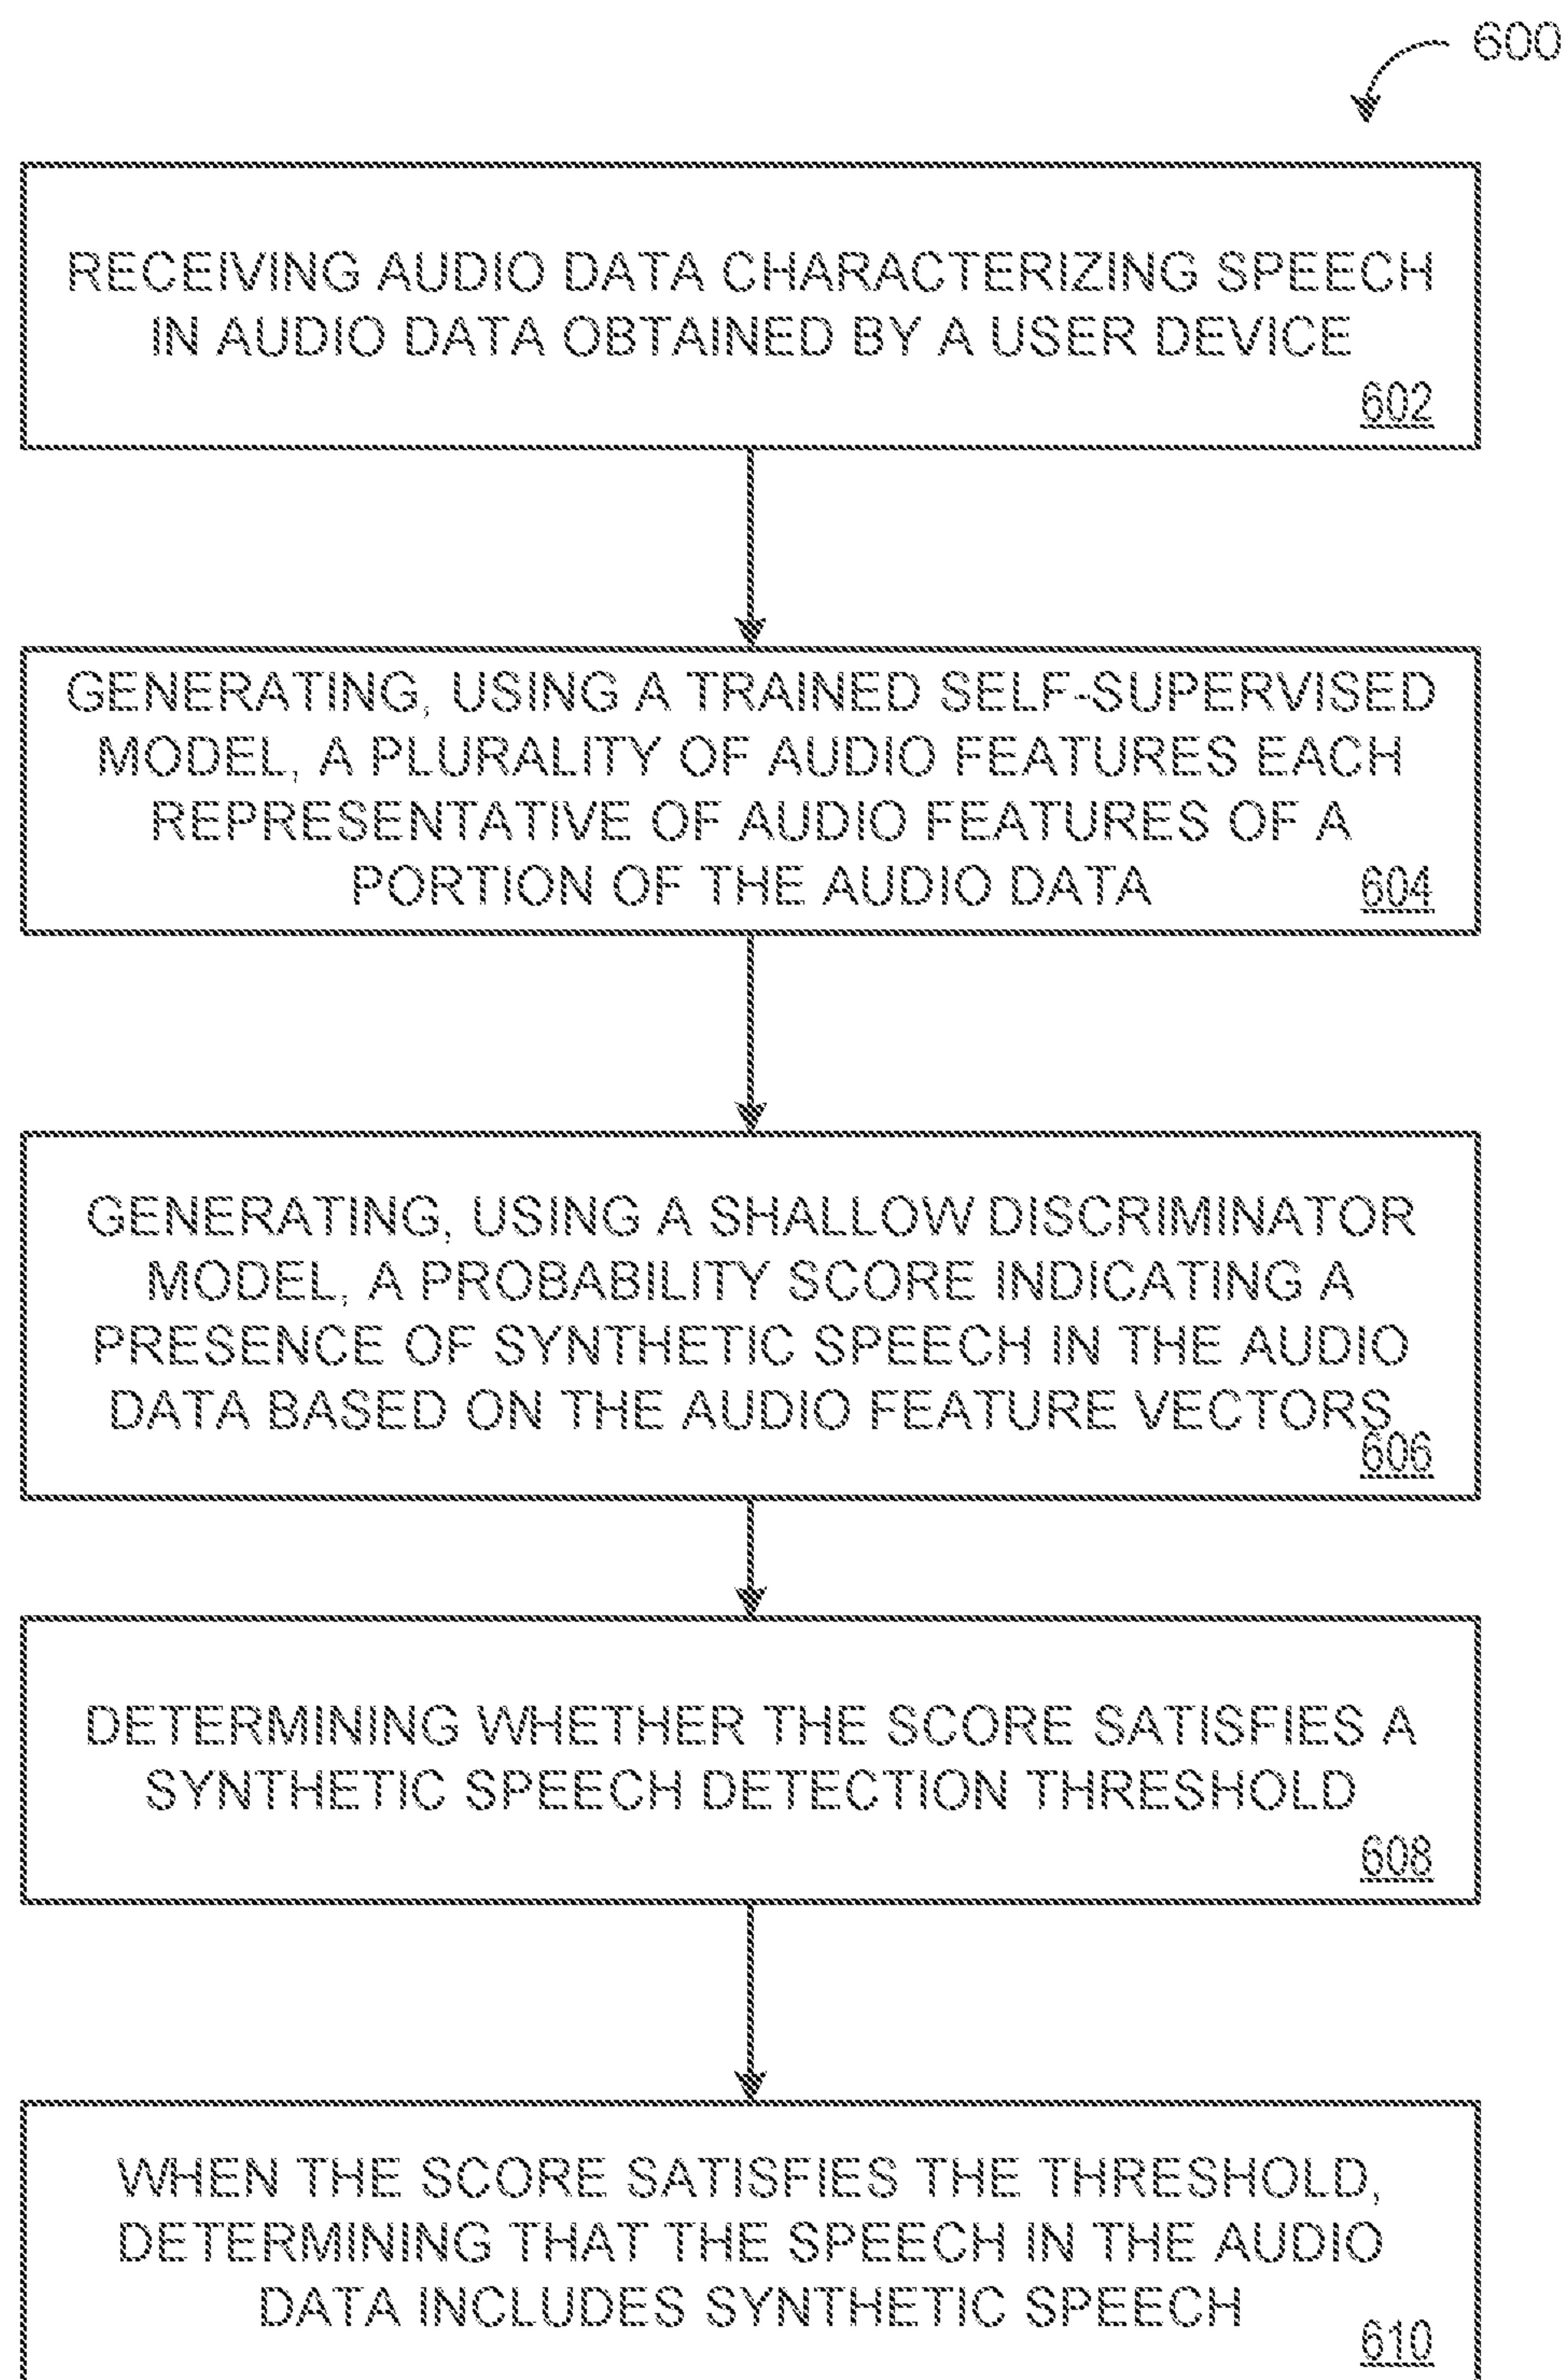 600
RECEIVING AUDIO DATA CHARACTERIZING SPEECH
IN AUDIO DATA OBTAINED BY A USER DEVICE
602
GENERATING, USING A TRAINED SELF-SUPERVISED
MODEL, A PLURALITY OF AUDIO FEATURES EACH
REPRESENTATIVE OF AUDIO FEATURES OF A
PORTION OF THE AUDIO DATA
604
GENERATING, USING A SHALLOW DISCRIMINATOR
MODEL, A PROBABILITY SCORE INDICATING A
PRESENCE OF SYNTHETIC SPEECH IN THE AUDIO
DATA BASED ON THE AUDIO FEATURE VECTORS
606
DETERMINING WHETHER THE SCORE SATISFIES A
SYNTHETIC SPEECH DETECTION THRESHOLD
608
WHEN THE SCORE SATISFIES THE THRESHOLD,
DETERMINING THAT THE SPEECH IN THE AUDIO
DATA INCLUDES SYNTHETIC SPEECH
610